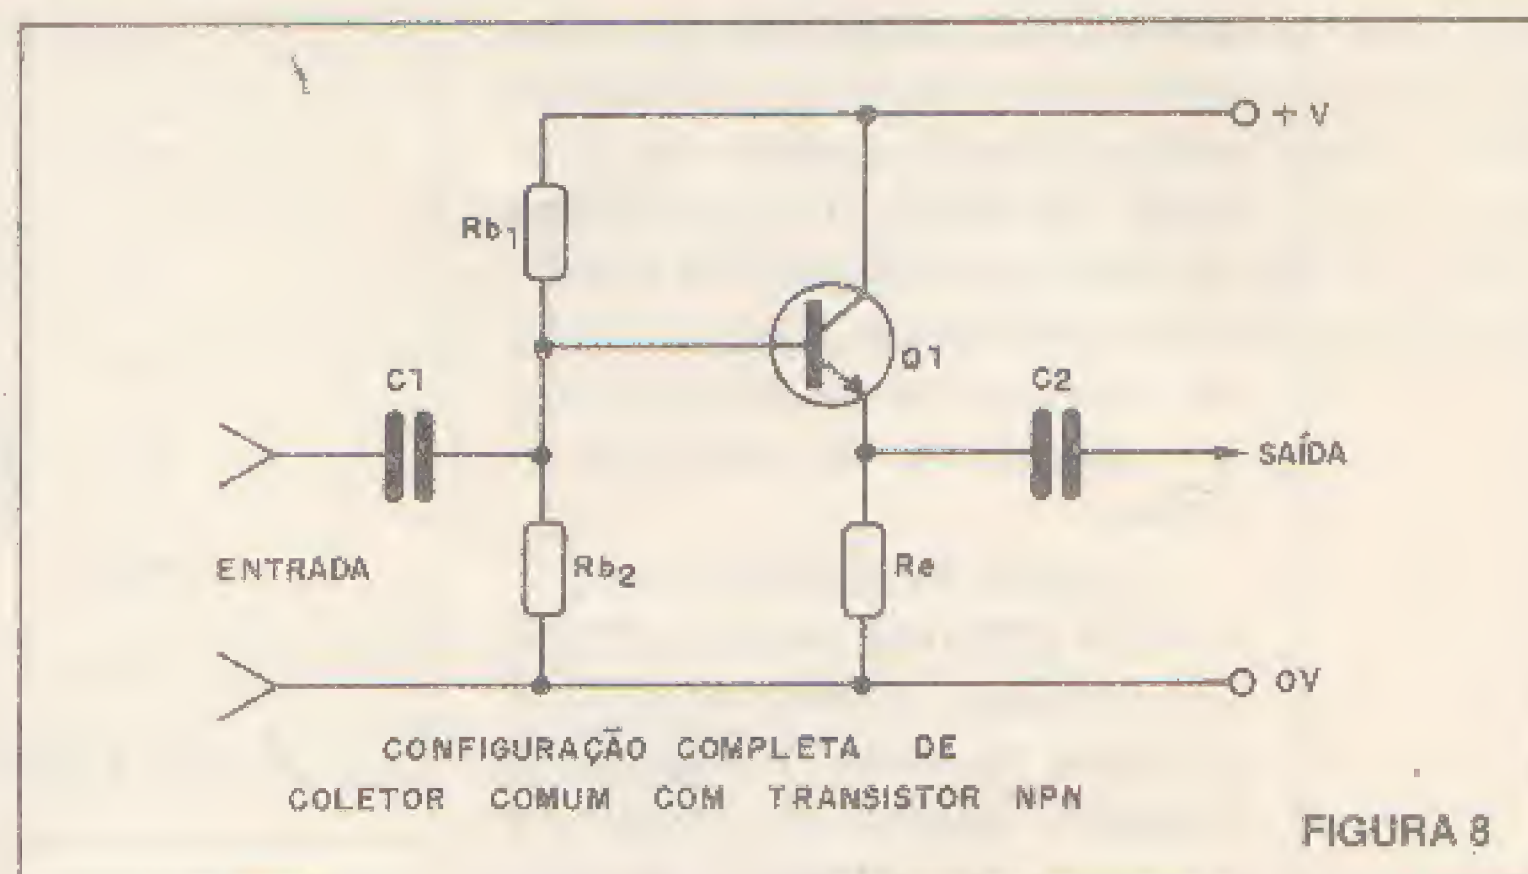 + V
Rb1
Q1
C1
C2
SAÍDA
ENTRADA
Rb2
Re
0V
CONFIGURAÇÃO COMPLETA DE
COLETOR COMUM COM TRANSISTOR NPN
FIGURA 8